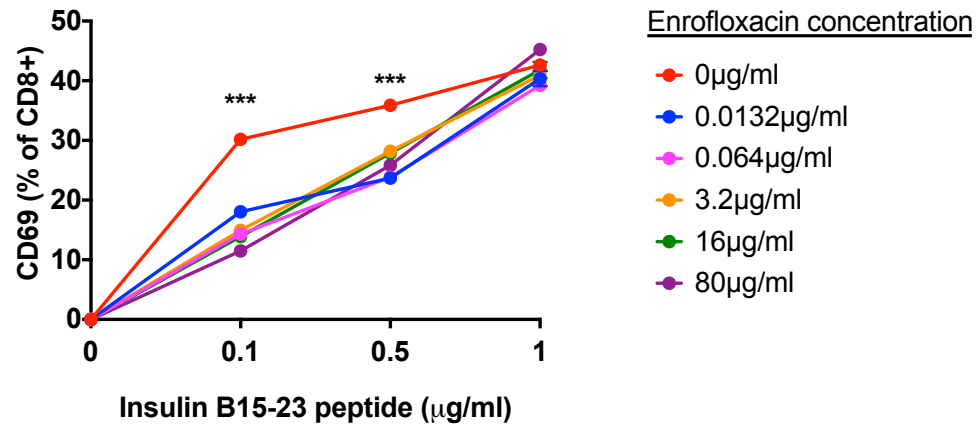 Enrofloxacin concentration
0µg/ml
0.0132µg/ml
0.064µg/ml
3.2µg/ml
16µg/ml
80µg/ml
CD69 (% of CD8+)
50
40
30
20
10
0
***
***
0
0.1
0.5
1
Insulin B15-23 peptide (µg/ml)